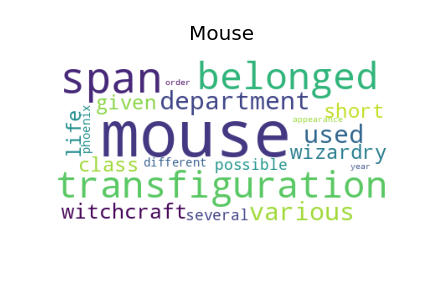 Mouse
span
belonged
order
given
department
short
life
phoenix
mouse
appearance
used
wizardry
class
different
possible
year
transfiguration
witchcraft
several
various